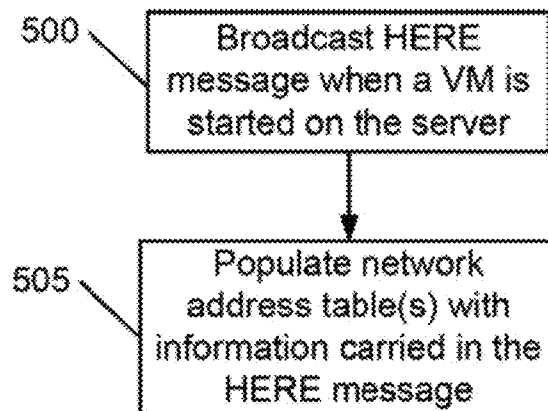 500
Broadcast HERE
message when a VM is
started on the server
505
Populate network
address table(s) with
information carried in the
HERE message